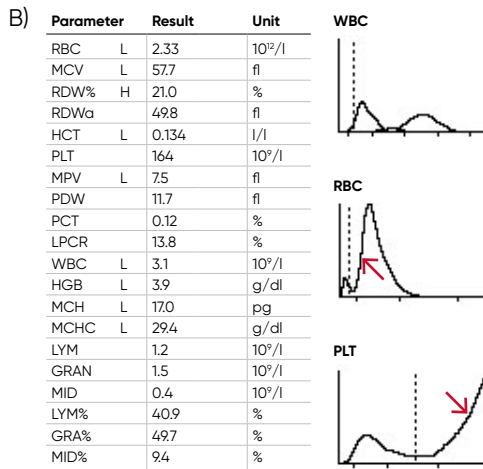 B)
Parameter Result Unit
RBC L 2.33 10¹²/l
MCV L 57.7 fl
RDW% H 21.0 %
RDWa 49.8 fl
HCT L 0.134 l/l
PLT 164 10⁹/l
MPV L 7.5 fl
PDW 11.7 fl
PCT 0.12 %
LPCR 13.8 %
WBC L 3.1 10⁹/l
HGB L 3.9 g/dl
MCH L 17.0 pg
MCHC L 29.4 g/dl
LYM 1.2 10⁹/l
GRAN 1.5 10⁹/l
MID 0.4 10⁹/l
LYM% 40.9 %
GRA% 49.7 %
MID% 9.4 %
WBC
RBC
PLT